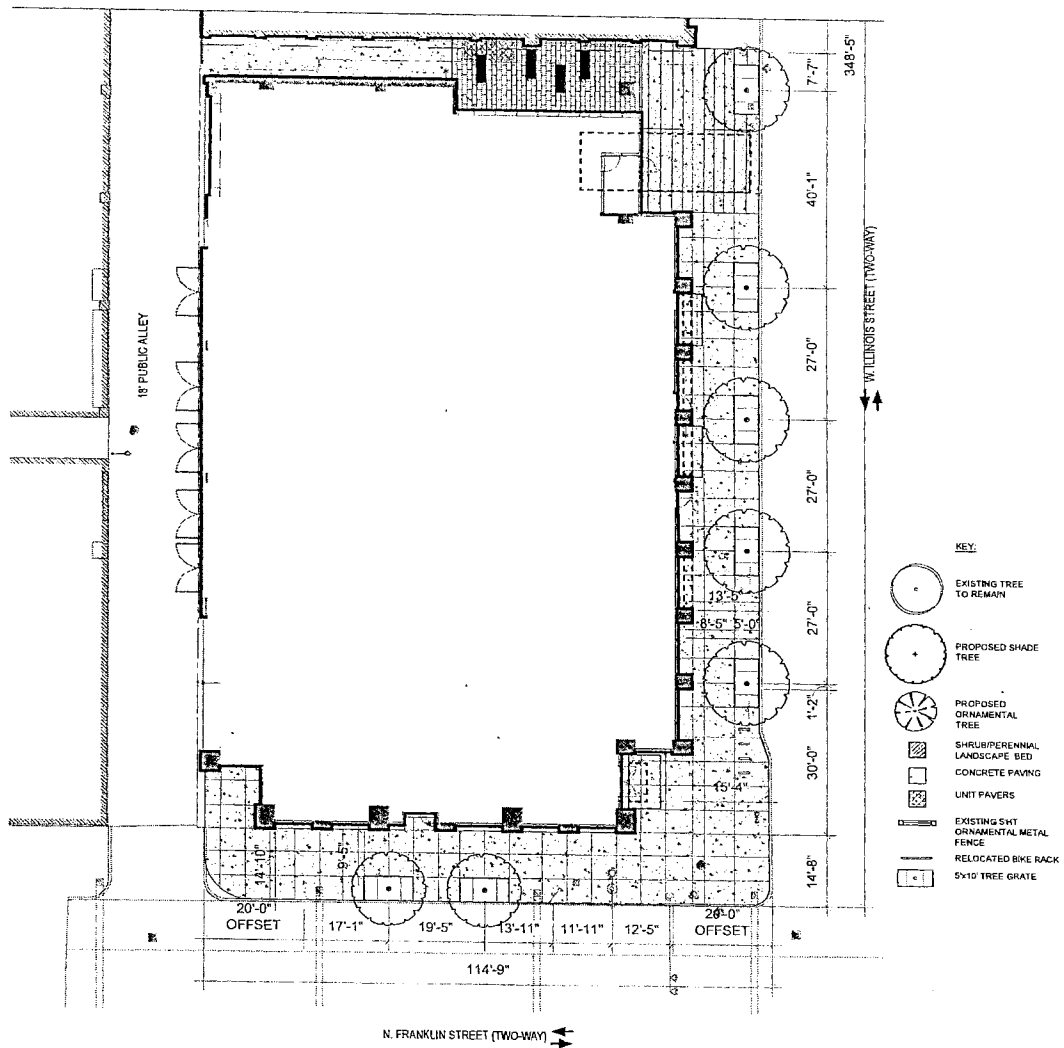 7'-7"
348'-5"
40'-1"
W. ILLINOIS STREET (TWO-WAY)
18' PUBLIC ALLEY
27'-0"
27'-0"
27'-0"
13'-5"
8'-5" 5'-0"
1'-2"
30'-0"
15'-4"
14'-8"
KEY:
EXISTING TREE
TO REMAIN
PROPOSED SHADE
TREE
PROPOSED
ORNAMENTAL
TREE
SHRUB/PERENNIAL
LANDSCAPE BED
CONCRETE PAVING
UNIT PAVERS
EXISTING 5'HT
ORNAMENTAL METAL
FENCE
RELOCATED BIKE RACK
5'x10' TREE GRATE
14'-10"
9'-5"
20'-0"
OFFSET
17'-1"
19'-5"
13'-11"
11'-11"
12'-5"
20'-0"
OFFSET
114'-9"
N. FRANKLIN STREET (TWO-WAY)